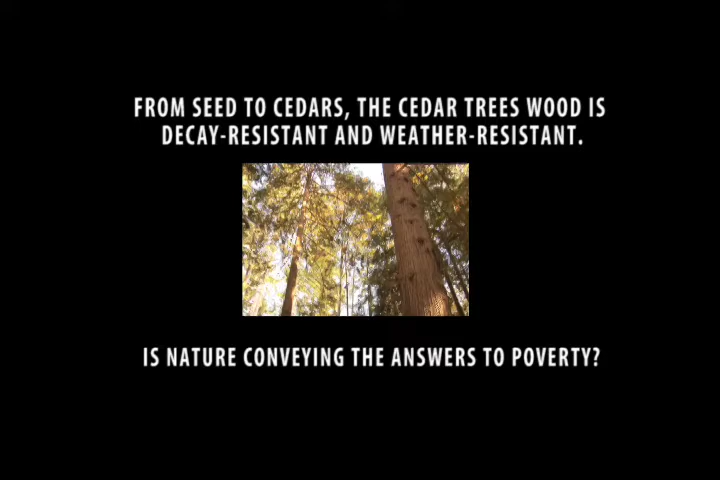 FROM SEED TO CEDARS, THE CEDAR TREES WOOD IS
DECAY-RESISTANT AND WEATHER-RESISTANT.
IS NATURE CONVEYING THE ANSWERS TO POVERTY?